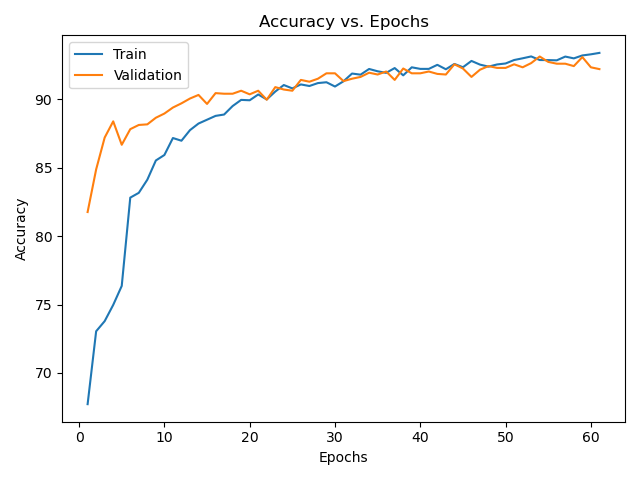 Accuracy vs. Epochs
Train
Validation
90
85
80
75
70
Accuracy
0 10 20 30 40 50 60
Epochs